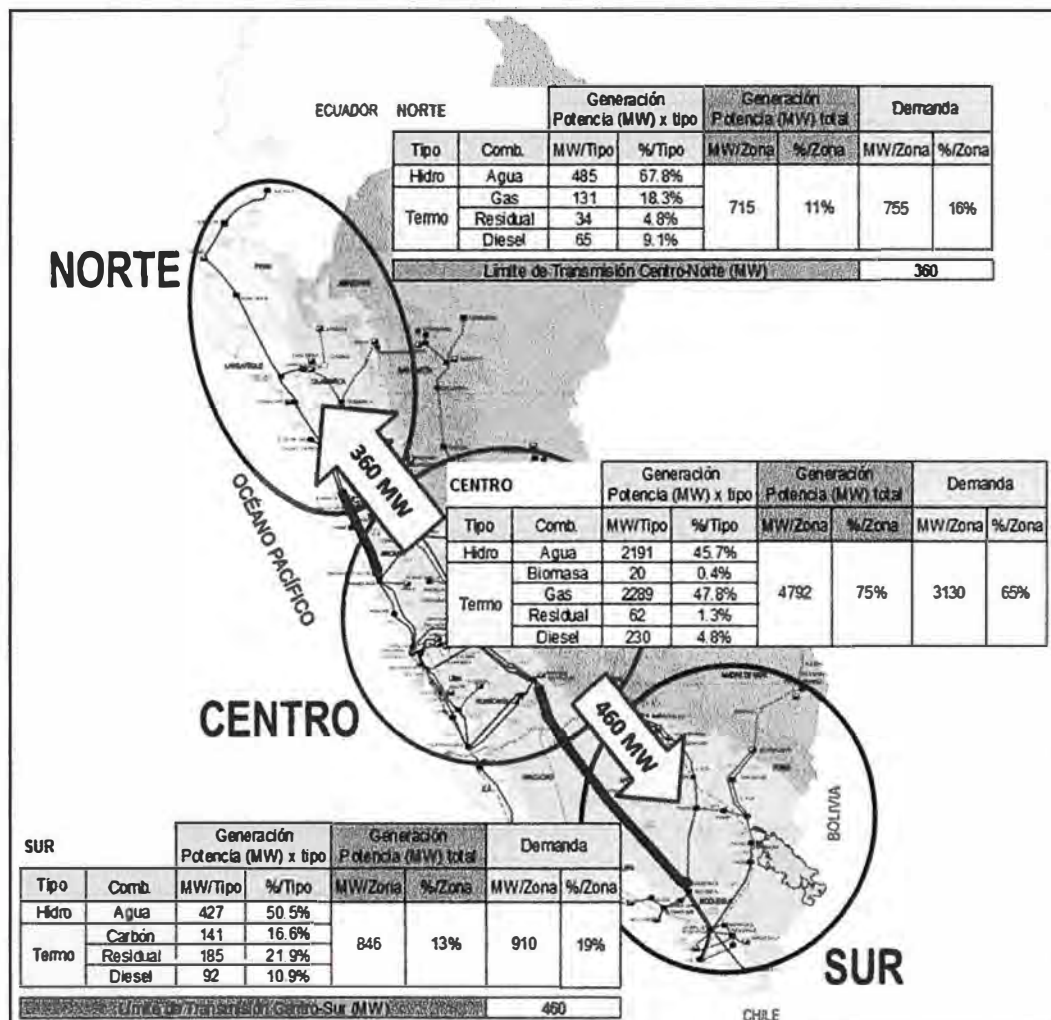 ECUADOR
NORTE
Generación Potencia (MW) x tipo
Generación Potencia (MW) total
Demanda
Tipo Comb. MW/Tipo %/Tipo MW/Zona %/Zona MW/Zona %/Zona
Hidro Agua 485 67.8%
Termo Gas 131 18.3%
Residual 34 4.8%
Diesel 65 9.1%
715 11% 755 16%
Límite de Transmisión Centro-Norte (MW) 360
NORTE
360 MW
OCÉANO PACÍFICO
CENTRO
Generación Potencia (MW) x tipo
Generación Potencia (MW) total
Demanda
Tipo Comb. MW/Tipo %/Tipo MW/Zona %/Zona MW/Zona %/Zona
Hidro Agua 2191 45.7%
Termo Biomasa 20 0.4%
Gas 2289 47.8%
Residual 62 1.3%
Diesel 230 4.8%
4792 75% 3130 65%
CENTRO
460 MW
BOLIVIA
SUR
Generación Potencia (MW) x tipo
Generación Potencia (MW) total
Demanda
Tipo Comb. MW/Tipo %/Tipo MW/Zona %/Zona MW/Zona %/Zona
Hidro Agua 427 50.5%
Termo Carbón 141 16.6%
Residual 185 21.9%
Diesel 92 10.9%
846 13% 910 19%
Límite de Transmisión Centro-Sur (MW) 460
SUR
CHILE